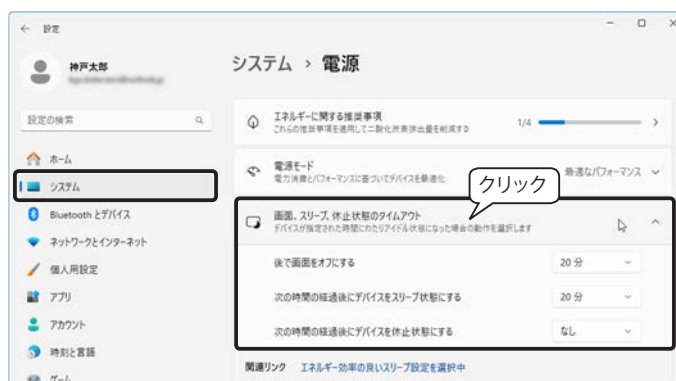 設定
神戸太郎
システム › 電源
設定の検索
エネルギーに関する推奨事項
これらの推奨事項を適用して二酸化炭素排出量を削減する
1/4
ホーム
電源モード
電力消費とパフォーマンスに基づいてデバイスを最適化
最適なパフォーマンス
クリック
システム
Bluetooth とデバイス
画面、スリープ、休止状態のタイムアウト
デバイスが指定された時間にわたりアイドル状態になった場合の動作を選択します
ネットワークとインターネット
後で画面をオフにする
20 分
個人用設定
アプリ
次の時間の経過後にデバイスをスリープ状態にする
20 分
アカウント
次の時間の経過後にデバイスを休止状態にする
なし
時刻と言語
関連リンク エネルギー効率の良いスリープ設定を選択中
ゲーム